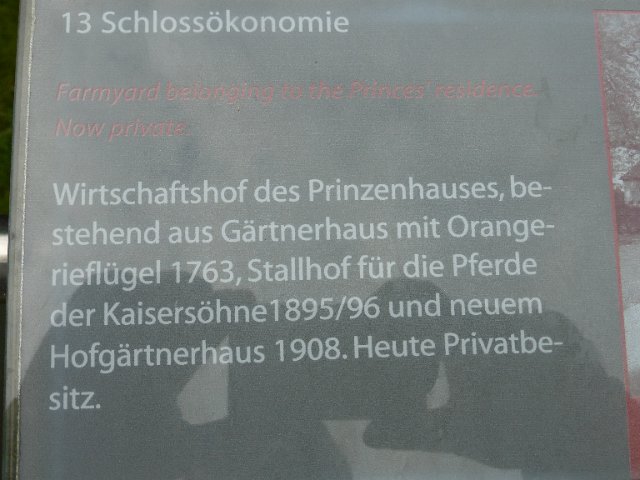 13 Schlossökonomie
Farmyard belonging to the Princes' residence.
Now private.
Wirtschaftshof des Prinzenhauses, be-
stehend aus Gärtnerhaus mit Orange-
rieflügel 1763, Stallhof für die Pferde
der Kaisersöhne1895/96 und neuem
Hofgärtnerhaus 1908. Heute Privatbe-
sitz.